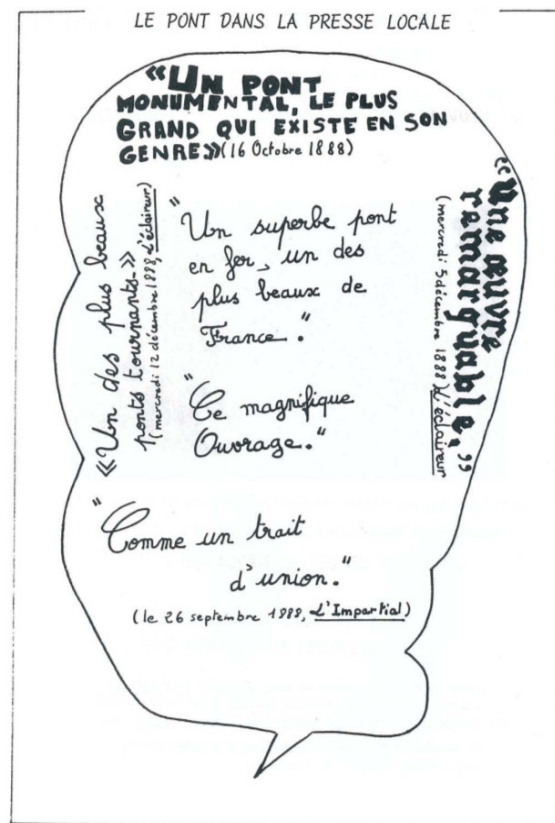 LE PONT DANS LA PRESSE LOCALE
«UN PONT
MONUMENTAL, LE PLUS
GRAND QUI EXISTE EN SON
GENRE» (16 Octobre 1888)
«Un des plus beaux
ponts tournants.»
(mercredi 12 décembre 1888, l'éclaireur)
"Un superbe pont
en fer, un des
plus beaux de
France."
"Ce magnifique
Ouvrage."
"Une œuvre
remarquable."
(mercredi 5 décembre 1888) l'éclaireur
"Comme un trait
d'union."
(le 26 septembre 1888, L'Impartial)